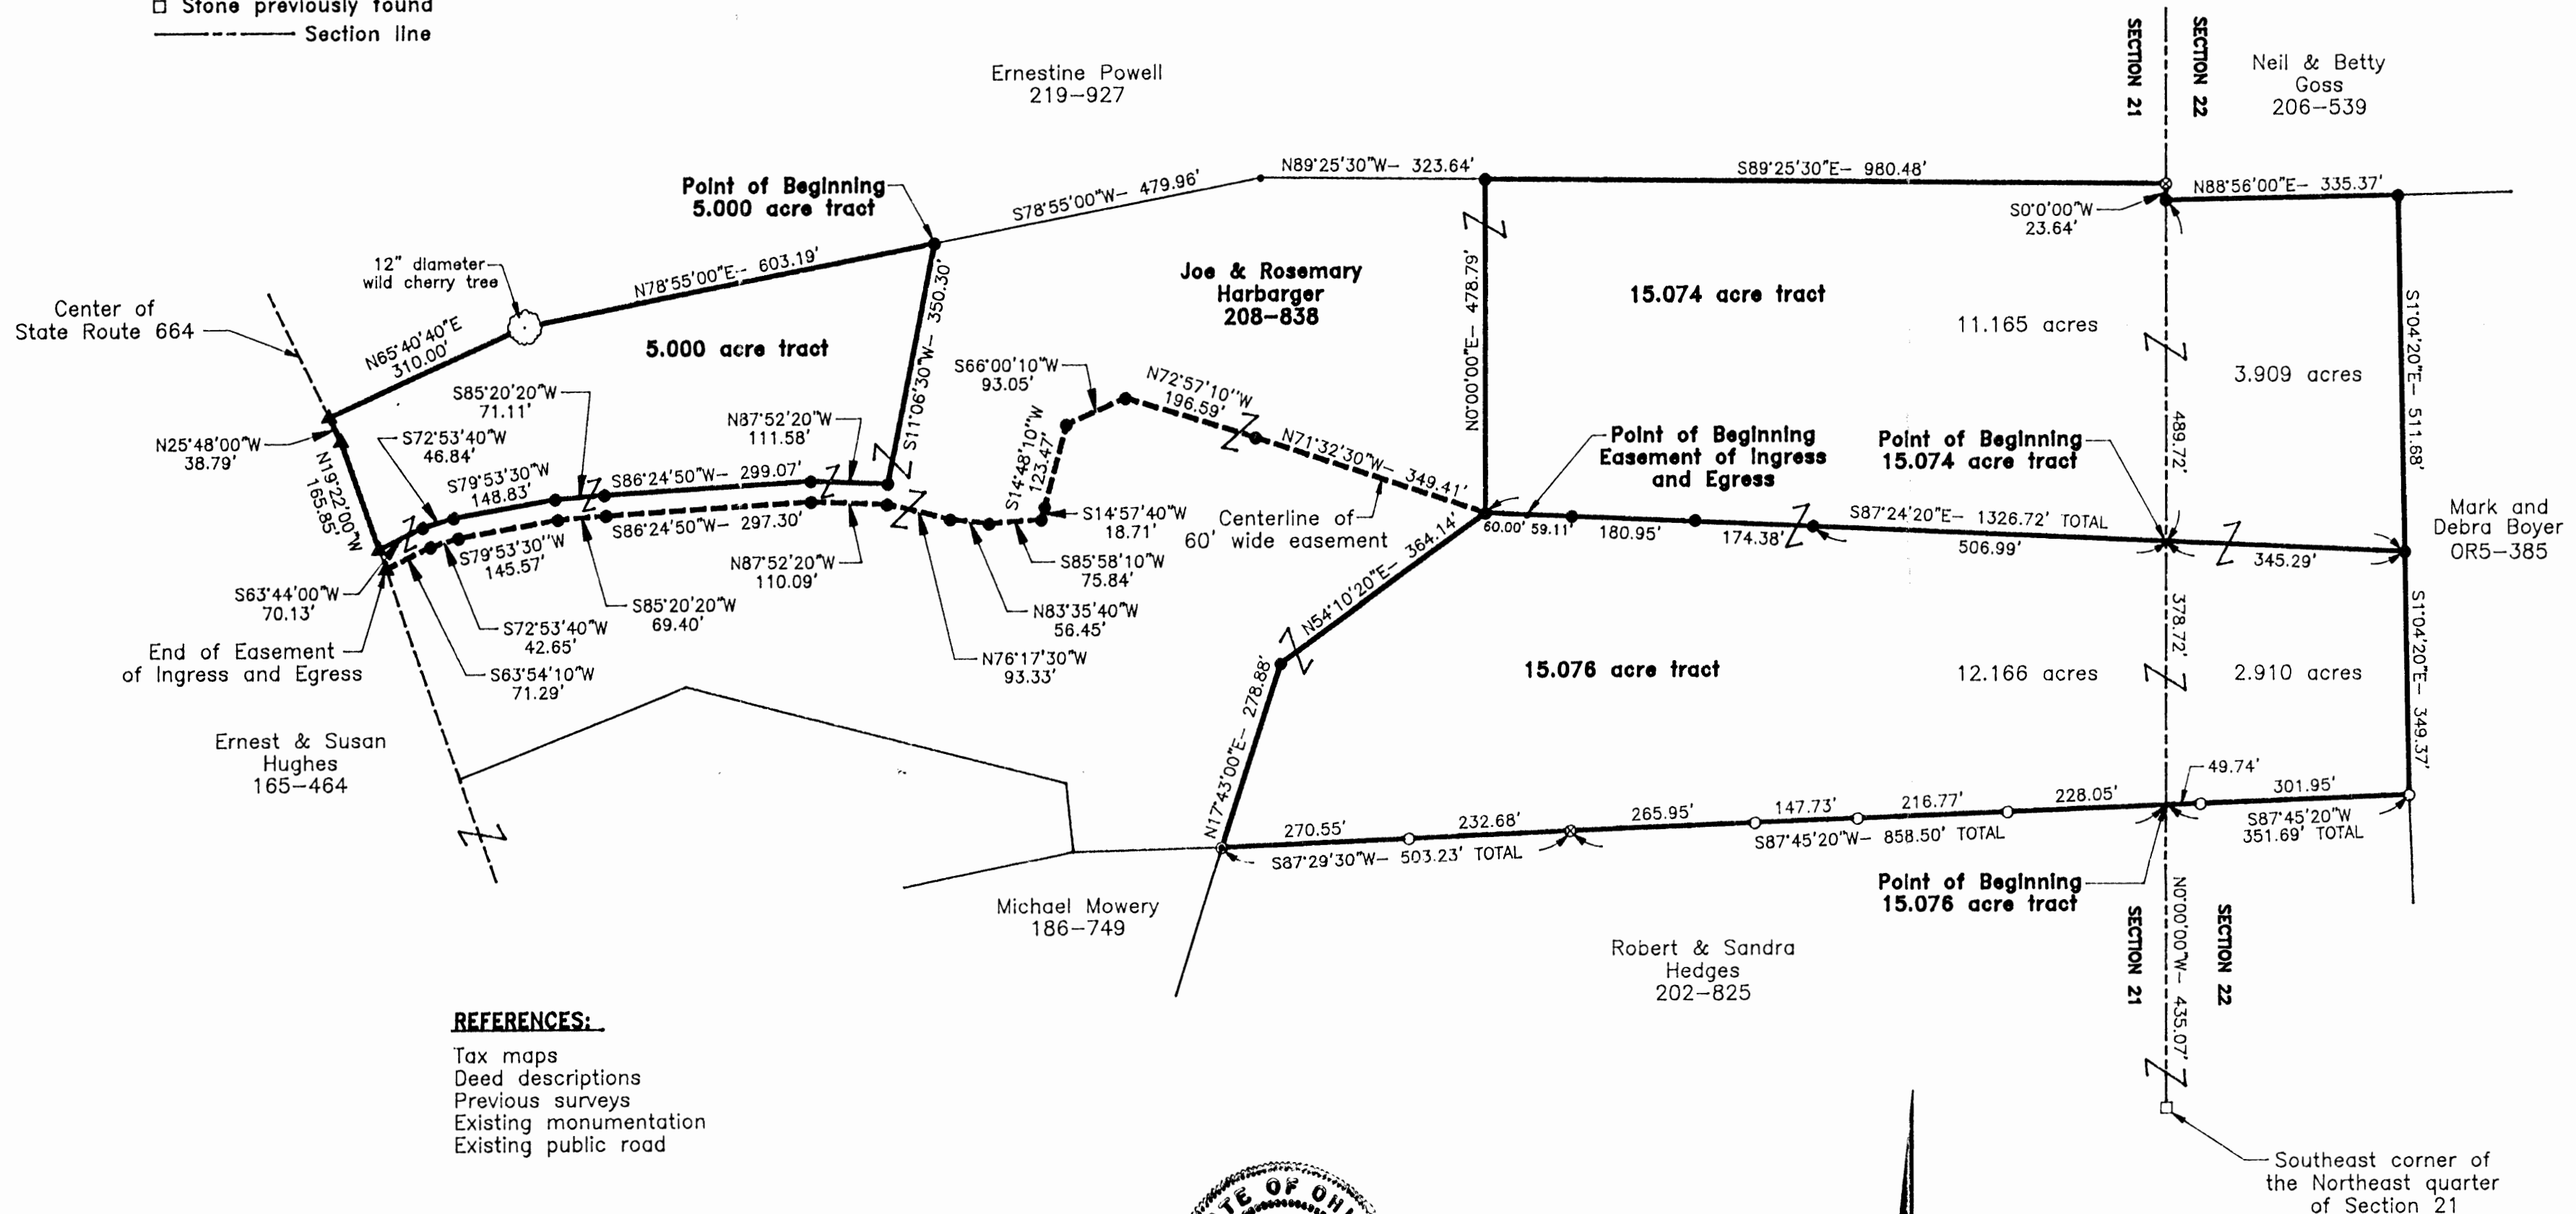 □ Stone previously found
Section line
Ernestine Powell
219-927
SECTION 21
SECTION 22
Neil & Betty
Goss
206-539
Point of Beginning
5.000 acre tract
S78°55'00"W- 479.96'
N89°25'30"W- 323.64'
S89°25'30"E- 980.48'
N88°56'00"E- 335.37'
S0°0'00"W
23.64'
12" diameter
wild cherry tree
N78°55'00"E- 603.19'
Center of
State Route 664
N65°40'40"E
310.00'
5.000 acre tract
S11°06'30"W- 350.30'
Joe & Rosemary
Harbarger
208-838
N0°00'00"E- 478.79'
15.074 acre tract
11.165 acres
3.909 acres
S1°04'20"E- 511.68'
489.72'
N25°48'00"W
38.79'
N19°22'00"W
165.85'
S72°53'40"W
46.84'
S79°53'30"W
148.83'
S85°20'20"W
71.11'
S86°24'50"W- 299.07'
N87°52'20"W
111.58'
S66°00'10"W
93.05'
N72°57'10"W
196.59'
S14°48'10"W
123.47'
N71°32'30"W- 349.41'
Point of Beginning
Easement of Ingress
and Egress
Point of Beginning
15.074 acre tract
S86°24'50"W- 297.30'
S79°53'30"W
145.57'
N87°52'20"W
110.09'
S14°57'40"W
18.71'
Centerline of
60' wide easement
60.00'
59.11'
180.95'
174.38'
S87°24'20"E- 1326.72' TOTAL
506.99'
345.29'
Mark and
Debra Boyer
OR5-385
S63°44'00"W
70.13'
S72°53'40"W
42.65'
S85°20'20"W
69.40'
S85°58'10"W
75.84'
N83°35'40"W
56.45'
N76°17'30"W
93.33'
End of Easement
of Ingress and Egress
S63°54'10"W
71.29'
N54°10'20"E- 364.14'
15.076 acre tract
12.166 acres
2.910 acres
378.72'
S1°04'20"E- 349.37'
N17°43'00"E- 278.88'
Ernest & Susan
Hughes
165-464
270.55'
232.68'
265.95'
147.73'
216.77'
228.05'
49.74'
301.95'
S87°29'30"W- 503.23' TOTAL
S87°45'20"W- 858.50' TOTAL
S87°45'20"W
351.69' TOTAL
Point of Beginning
15.076 acre tract
Michael Mowery
186-749
Robert & Sandra
Hedges
202-825
SECTION 21
SECTION 22
N0°00'00"W- 435.07'
REFERENCES:
Tax maps
Deed descriptions
Previous surveys
Existing monumentation
Existing public road
Southeast corner of
the Northeast quarter
of Section 21